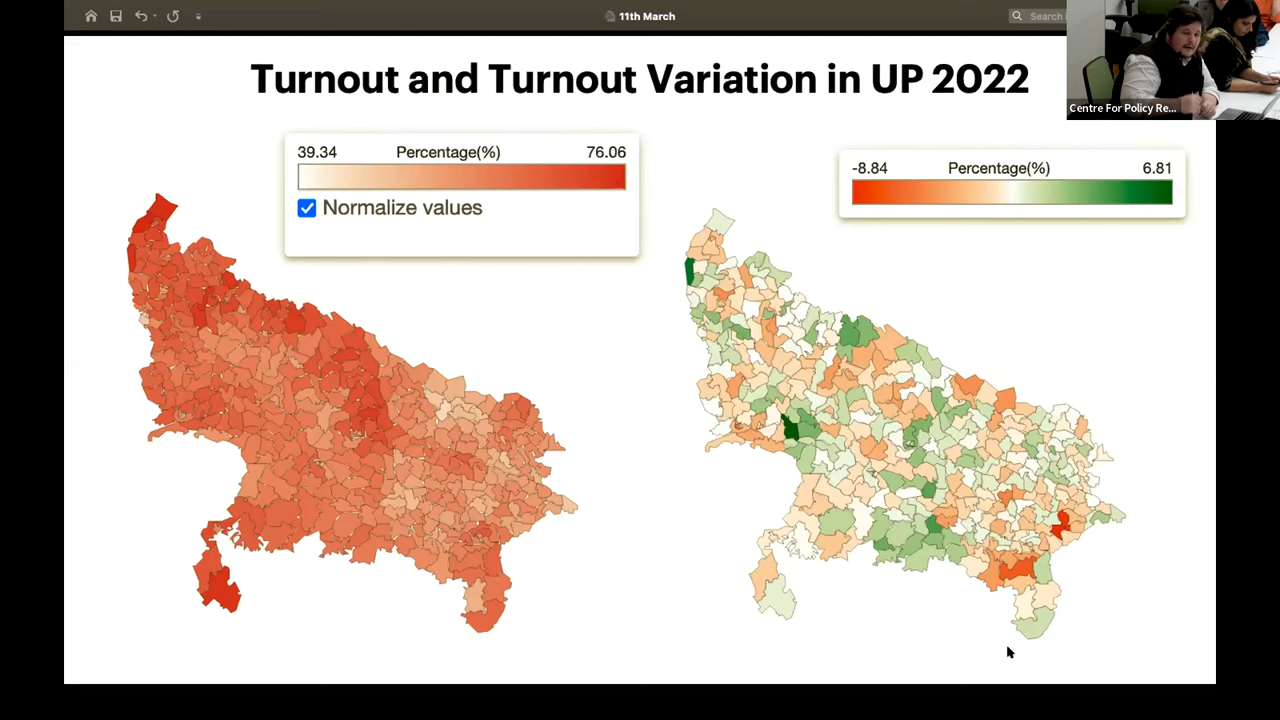 11th March
Search
Turnout and Turnout Variation in UP 2022
Centre For Policy Re...
39.34 Percentage(%) 76.06
Normalize values
-8.84 Percentage(%) 6.81